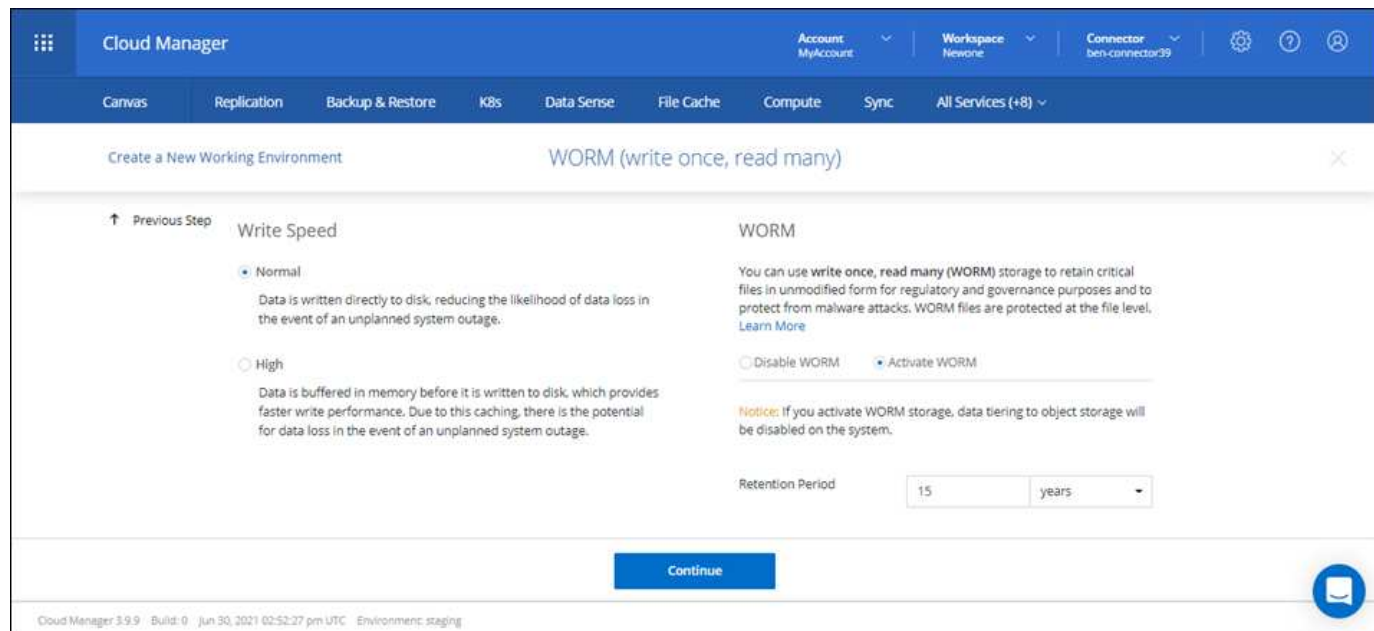 Cloud Manager
Account
MyAccount
Workspace
Newone
Connector
ben-connector39
Canvas Replication Backup & Restore K8s Data Sense File Cache Compute Sync All Services (+8)
Create a New Working Environment
WORM (write once, read many)
↑ Previous Step
Write Speed
Normal
Data is written directly to disk, reducing the likelihood of data loss in
the event of an unplanned system outage.
High
Data is buffered in memory before it is written to disk, which provides
faster write performance. Due to this caching, there is the potential
for data loss in the event of an unplanned system outage.
WORM
You can use write once, read many (WORM) storage to retain critical
files in unmodified form for regulatory and governance purposes and to
protect from malware attacks. WORM files are protected at the file level.
Learn More
Disable WORM Activate WORM
Notice: If you activate WORM storage, data tiering to object storage will
be disabled on the system.
Retention Period 15 years
Continue
Cloud Manager 3.9.9 Build: 0 Jun 30, 2021 02:52:27 pm UTC Environment: staging